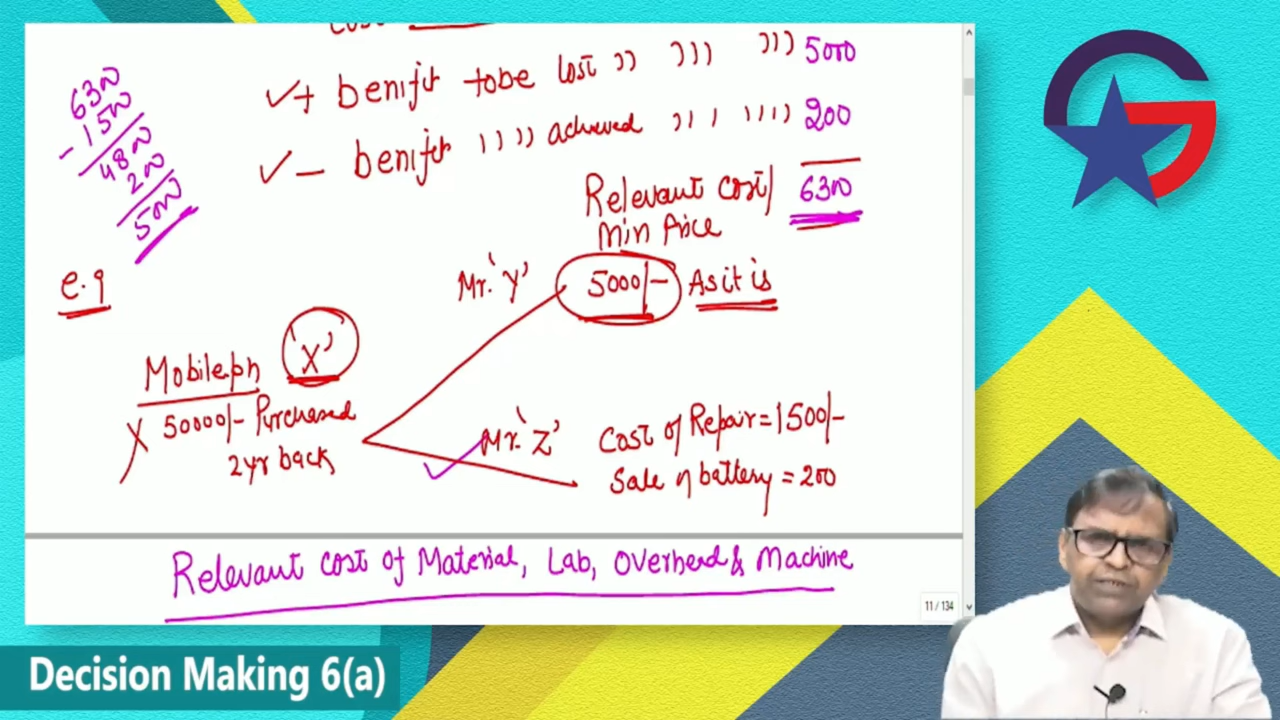 6300
- 1500
4800
200
5000
✓+ benifit tobe lost ,, ,,, ,,, 5000
✓- benifit ,,,, achieved ,,, ,,,, 200
Relevant cost/ 6300
Min Price
e.g
Mr. 'Y' 5000/- As it is
Mobileph 'X'
X 50000/- Purchased
2yr back
Mr. 'Z' Cost of Repair = 1500/-
Sale of battery = 200
Relevant cost of Material, Lab, Overhead & Machine
11 / 134
Decision Making 6(a)